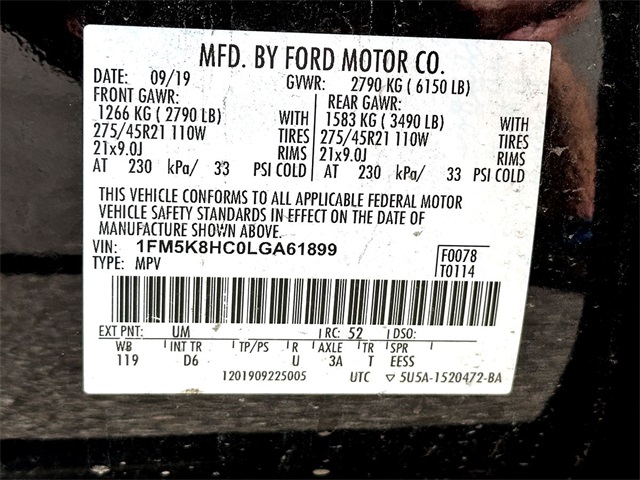 MFD. BY FORD MOTOR CO.
DATE: 09/19 GVWR: 2790 KG ( 6150 LB)
FRONT GAWR: REAR GAWR:
1266 KG ( 2790 LB) WITH 1583 KG ( 3490 LB) WITH
275/45R21 110W TIRES 275/45R21 110W TIRES
21x9.0J RIMS 21x9.0J RIMS
AT 230 kPa/ 33 PSI COLD AT 230 kPa/ 33 PSI COLD
THIS VEHICLE CONFORMS TO ALL APPLICABLE FEDERAL MOTOR
VEHICLE SAFETY STANDARDS IN EFFECT ON THE DATE OF
MANUFACTURE SHOWN ABOVE.
VIN: 1FM5K8HC0LGA61899 F0078
TYPE: MPV T0114
EXT PNT: UM RC: 52 DSO:
WB INT TR TP/PS R AXLE TR SPR
119 D6 U 3A T EESS
1201909225005 UTC ▽ 5U5A-1520472-BA